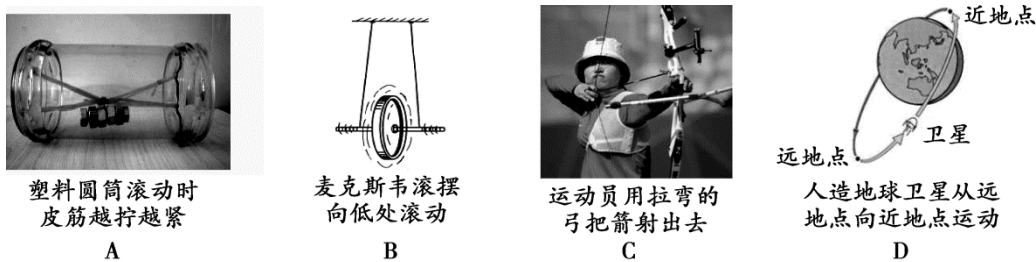 近地点
卫星
远地点
塑料圆筒滚动时
皮筋越拧越紧
A
麦克斯韦滚摆
向低处滚动
B
运动员用拉弯的
弓把箭射出去
C
人造地球卫星从远
地点向近地点运动
D